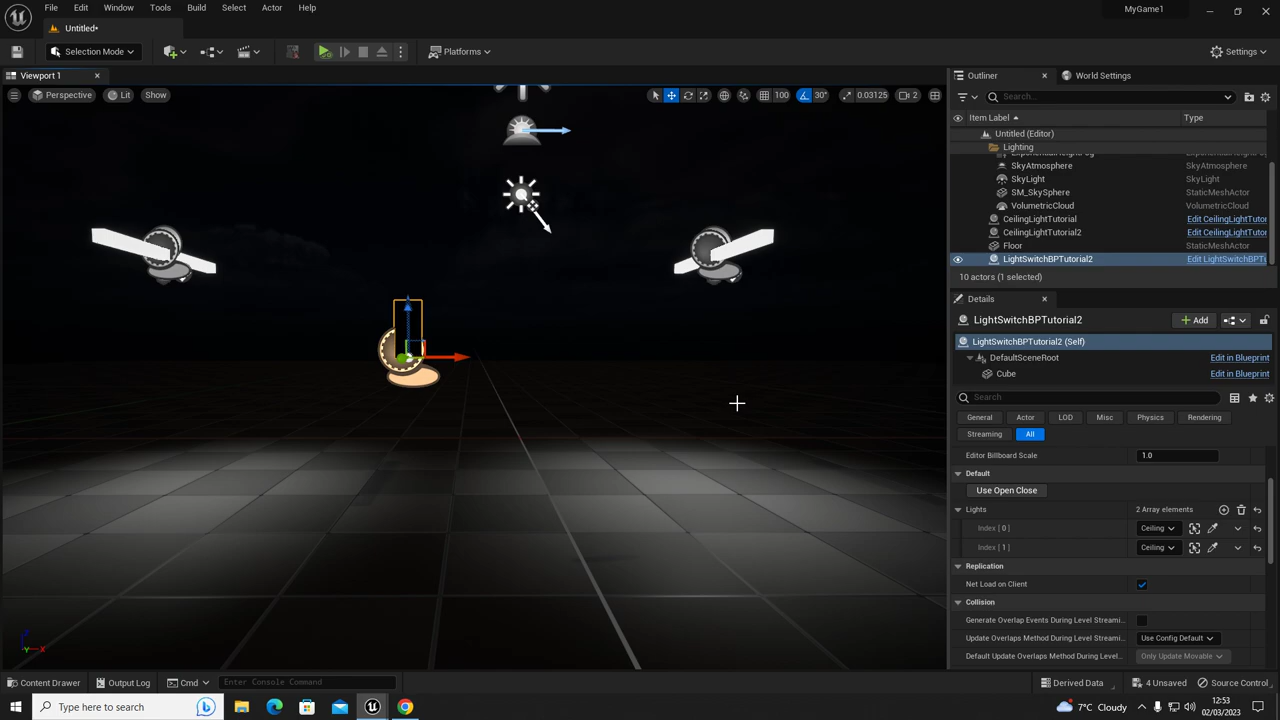 File Edit Window Tools Build Select Actor Help
MyGame1
Untitled*
Selection Mode
Platforms
Settings
Viewport 1
Perspective Lit Show
100 30° 0.03125 2
Outliner World Settings
Search...
Item Label Type
Untitled (Editor)
Lighting
SkyAtmosphere SkyAtmosphere
SkyLight SkyLight
SM_SkySphere StaticMeshActor
VolumetricCloud VolumetricCloud
CeilingLightTutorial Edit CeilingLightTutor
CeilingLightTutorial2 Edit CeilingLightTutor
Floor StaticMeshActor
LightSwitchBPTutorial2 Edit LightSwitchBPTu
10 actors (1 selected)
Details
LightSwitchBPTutorial2
Add
LightSwitchBPTutorial2 (Self)
DefaultSceneRoot Edit in Blueprint
Cube Edit in Blueprint
Search
General Actor LOD Misc Physics Rendering
Streaming All
Editor Billboard Scale 1.0
Default
Use Open Close
Lights 2 Array elements
Index [ 0 ] Ceiling
Index [ 1 ] Ceiling
Replication
Net Load on Client
Collision
Generate Overlap Events During Level Streami...
Update Overlaps Method During Level Streami... Use Config Default
Default Update Overlaps Method During Level... Only Update Movable
Z
Y X
Content Drawer Output Log Cmd Enter Console Command
Derived Data 4 Unsaved Source Control
Type here to search
7°C Cloudy
12:53
02/03/2023